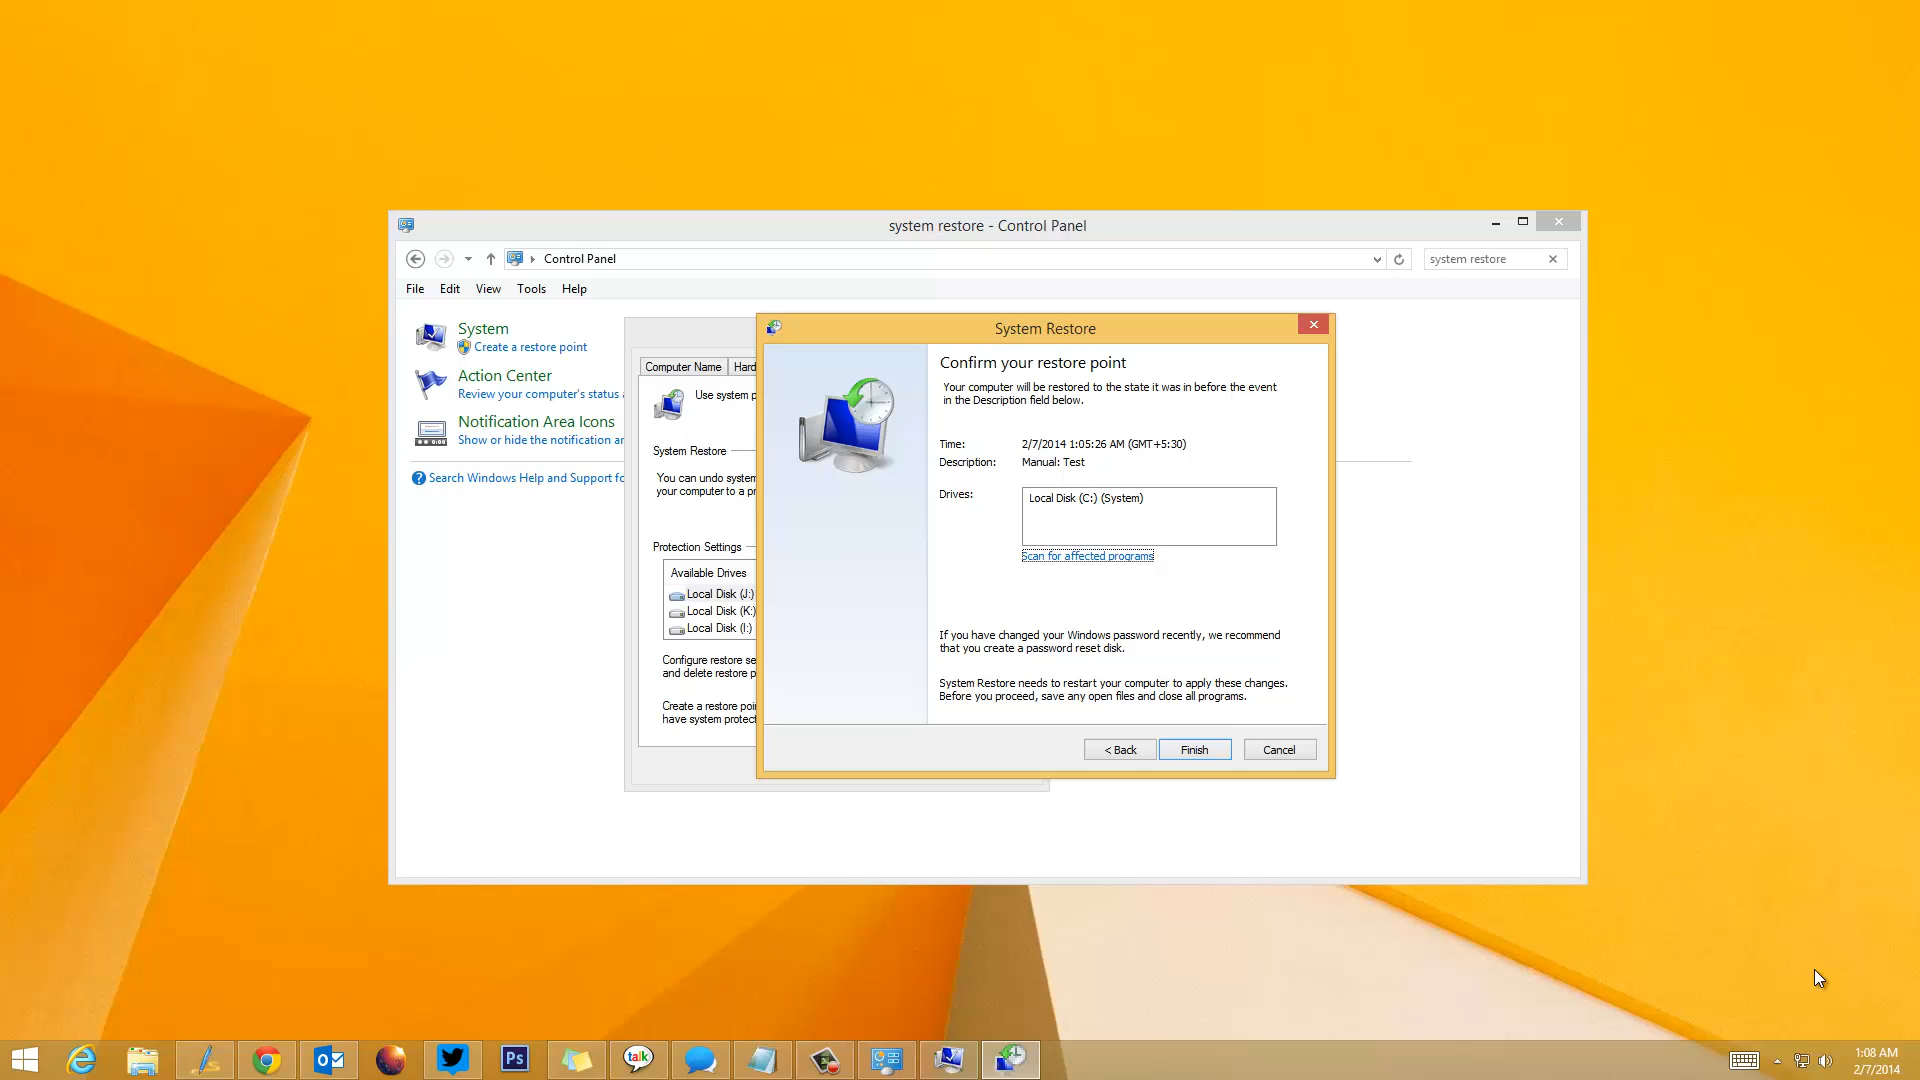 system restore - Control Panel
Control Panel
system restore
File Edit View Tools Help
System
Create a restore point
Action Center
Review your computer's status
Notification Area Icons
Show or hide the notification
Search Windows Help and Support
Computer Name
Use system
System Restore
You can undo system
your computer to a
Protection Settings
Available Drives
Local Disk (J:)
Local Disk (K:)
Local Disk (I:)
Configure restore
and delete restore
Create a restore
have system
System Restore
Confirm your restore point
Your computer will be restored to the state it was in before the event
in the Description field below.
Time: 2/7/2014 1:05:26 AM (GMT+5:30)
Description: Manual: Test
Drives: Local Disk (C:) (System)
Scan for affected programs
If you have changed your Windows password recently, we recommend
that you create a password reset disk.
System Restore needs to restart your computer to apply these changes.
Before you proceed, save any open files and close all programs.
< Back Finish Cancel
Ps
talk
1:08 AM
2/7/2014